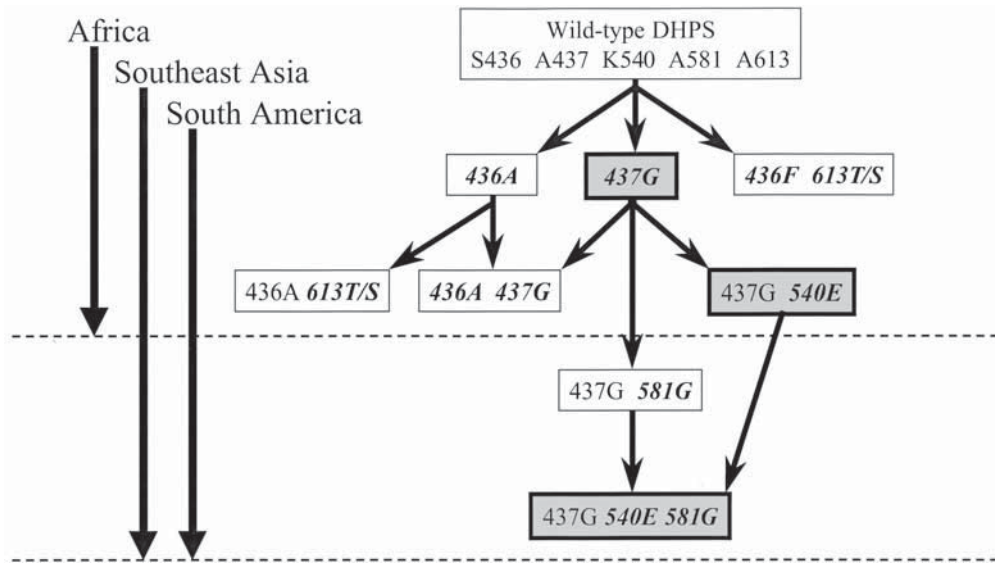 Africa
Southeast Asia
South America
Wild-type DHPS
S436 A437 K540 A581 A613
436A
437G
436F 613T/S
436A 613T/S
436A 437G
437G 540E
437G 581G
437G 540E 581G